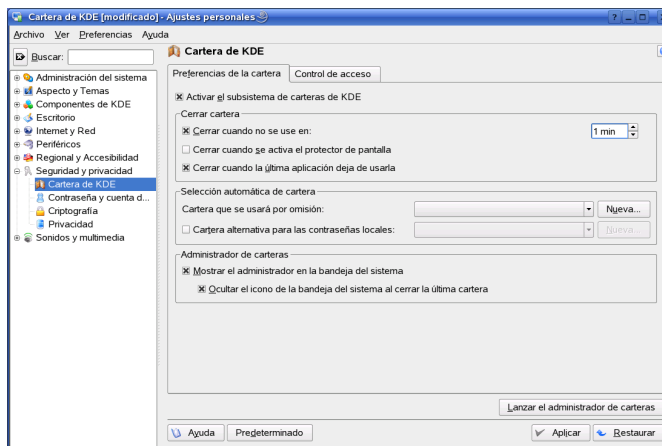 Cartera de KDE [modificado] - Ajustes personales
Archivo Ver Preferencias Ayuda
Buscar:
Administración del sistema
Aspecto y Temas
Componentes de KDE
Escritorio
Internet y Red
Periféricos
Regional y Accesibilidad
Seguridad y privacidad
Cartera de KDE
Contraseña y cuenta d...
Criptografía
Privacidad
Sonidos y multimedia
Cartera de KDE
Preferencias de la cartera Control de acceso
Activar el subsistema de carteras de KDE
Cerrar cartera
Cerrar cuando no se use en: 1 min
Cerrar cuando se activa el protector de pantalla
Cerrar cuando la última aplicación deja de usarla
Selección automática de cartera
Cartera que se usará por omisión: Nueva...
Cartera alternativa para las contraseñas locales: Nueva...
Administrador de carteras
Mostrar el administrador en la bandeja del sistema
Ocultar el icono de la bandeja del sistema al cerrar la última cartera
Lanzar el administrador de carteras
Ayuda Predeterminado Aplicar Restaurar